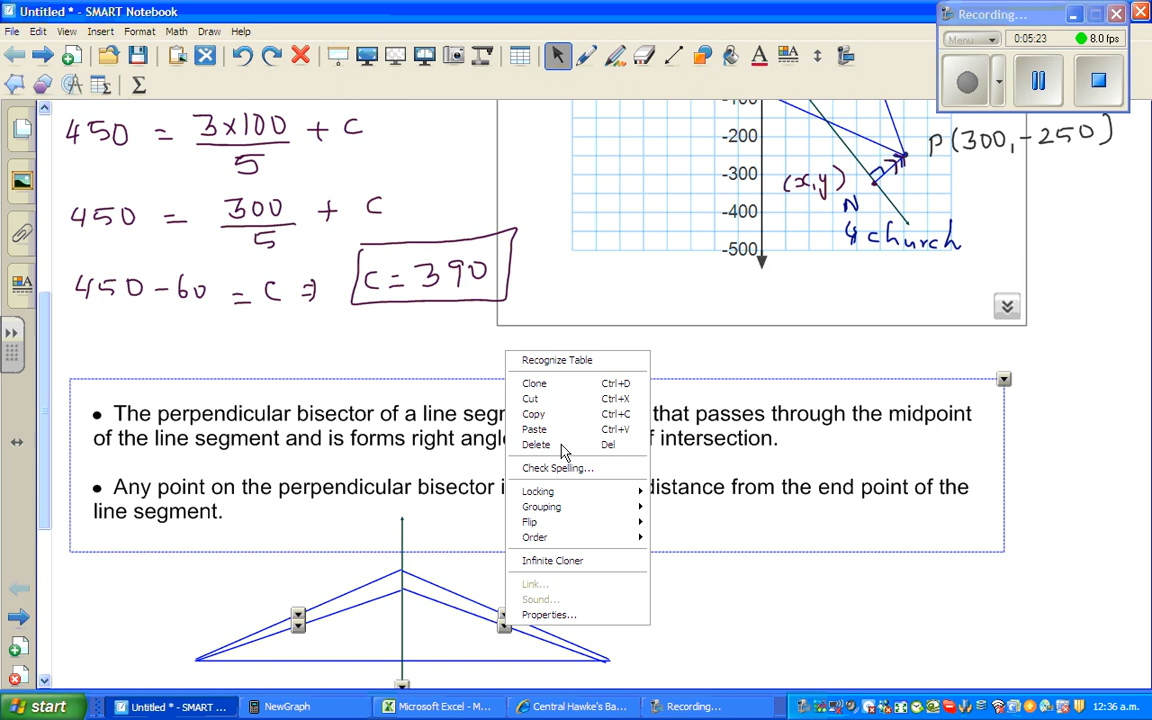 Untitled * - SMART Notebook
File Edit View Insert Format Math Draw Help
Recording...
Menu 0:05:23 8.0 fps
450 = 3x100 + c
5
450 = 300 + c
5
450 - 60 = c ⇒ c = 390
-100
-200
-300
-400
-500
P(300, -250)
(x,y)
N
church
• The perpendicular bisector of a line segm that passes through the midpoint
of the line segment and is forms right angle f intersection.
• Any point on the perpendicular bisector i distance from the end point of the
line segment.
Recognize Table
Clone Ctrl+D
Cut Ctrl+X
Copy Ctrl+C
Paste Ctrl+V
Delete Del
Check Spelling...
Locking
Grouping
Flip
Order
Infinite Cloner
Link...
Sound...
Properties...
start
Untitled * - SMART ...
NewGraph
Microsoft Excel - M...
Central Hawke's Ba...
Recording...
12:36 a.m.